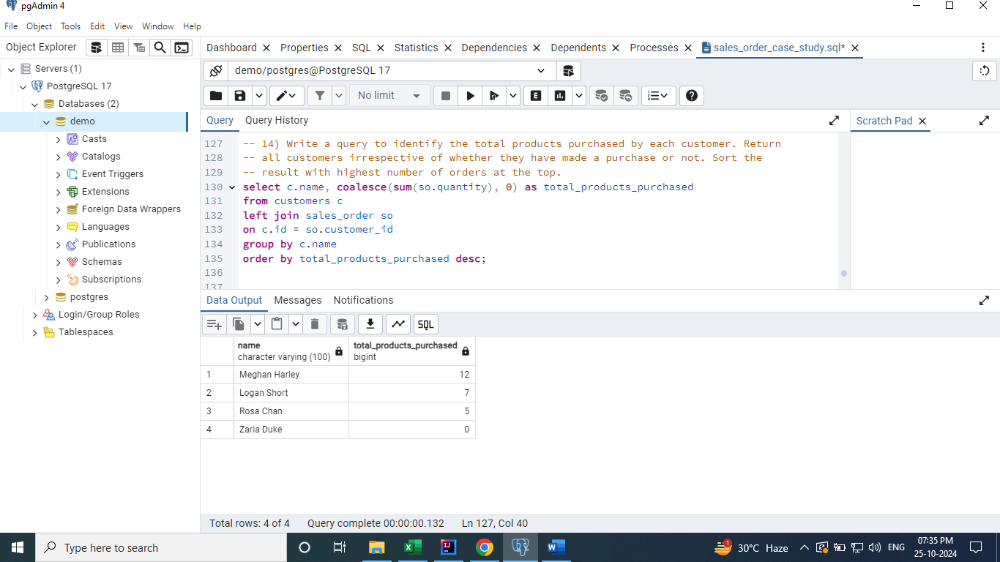 pgAdmin 4
File Object Tools Edit View Window Help
Object Explorer
Dashboard Properties SQL Statistics Dependencies Dependents Processes sales_order_case_study.sql*
Servers (1)
PostgreSQL 17
Databases (2)
demo
Casts
Catalogs
Event Triggers
Extensions
Foreign Data Wrappers
Languages
Publications
Schemas
Subscriptions
postgres
Login/Group Roles
Tablespaces
demo/postgres@PostgreSQL 17
No limit
E
Query Query History
Scratch Pad
127 -- 14) Write a query to identify the total products purchased by each customer. Return
128 -- all customers irrespective of whether they have made a purchase or not. Sort the
129 -- result with highest number of orders at the top.
130 select c.name, coalesce(sum(so.quantity), 0) as total_products_purchased
131 from customers c
132 left join sales_order so
133 on c.id = so.customer_id
134 group by c.name
135 order by total_products_purchased desc;
136
137
Data Output Messages Notifications
SQL
name total_products_purchased
character varying (100) bigint
1 Meghan Harley 12
2 Logan Short 7
3 Rosa Chan 5
4 Zaria Duke 0
Total rows: 4 of 4 Query complete 00:00:00.132 Ln 127, Col 40
Type here to search
1
30°C Haze
ENG
07:35 PM
25-10-2024